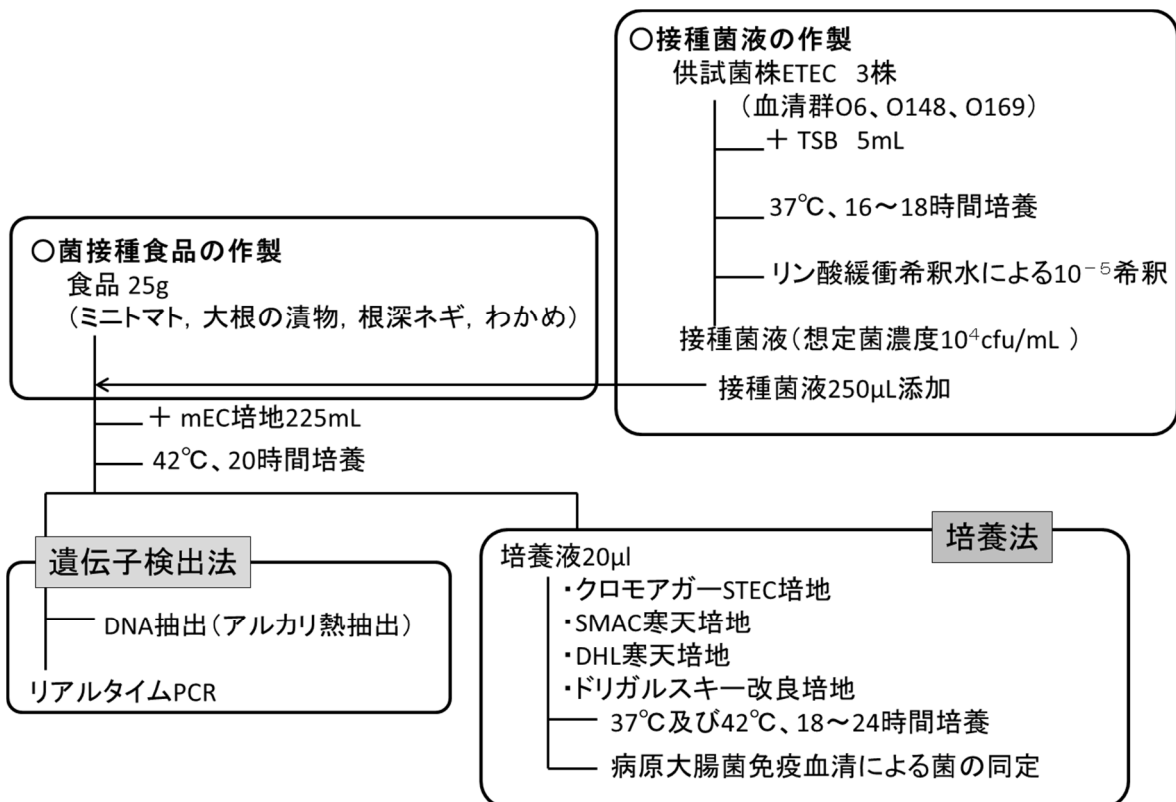 ○接種菌液の作製
供試菌株ETEC 3株
（血清群O6、O148、O169）
＋ TSB 5mL
37℃、16～18時間培養
リン酸緩衝希釈水による10⁻⁵希釈
接種菌液（想定菌濃度10⁴cfu/mL ）
接種菌液250μL添加
○菌接種食品の作製
食品 25g
（ミニトマト, 大根の漬物, 根深ネギ, わかめ）
＋ mEC培地225mL
42℃、20時間培養
遺伝子検出法
DNA抽出（アルカリ熱抽出）
リアルタイムPCR
培養法
培養液20μl
・クロモアガーSTEC培地
・SMAC寒天培地
・DHL寒天培地
・ドリガルスキー改良培地
37℃及び42℃、18～24時間培養
病原大腸菌免疫血清による菌の同定